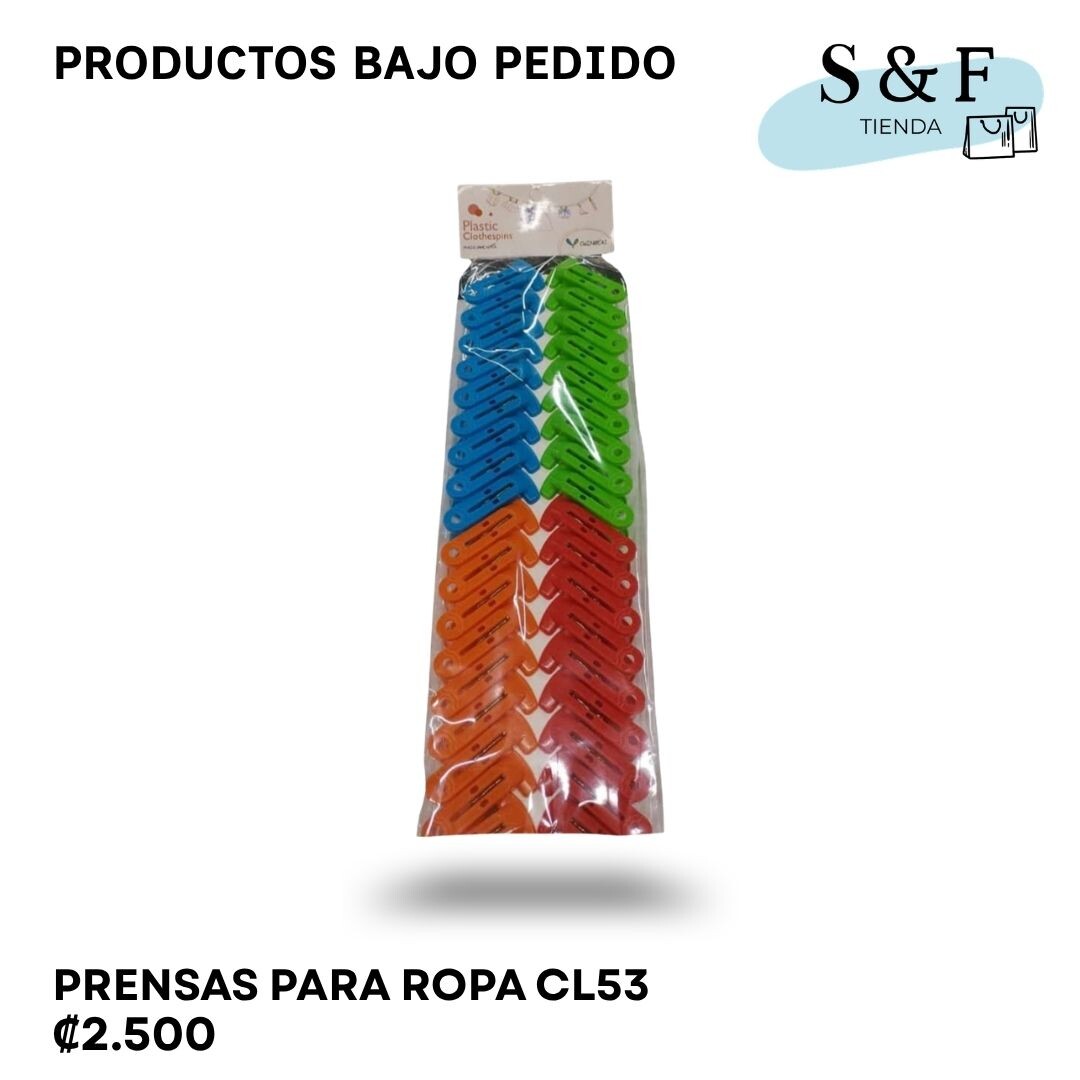 PRODUCTOS BAJO PEDIDO
S & F
TIENDA
Plastic
Clothespins
PRENSAS PARA ROPA CL53
₡2.500